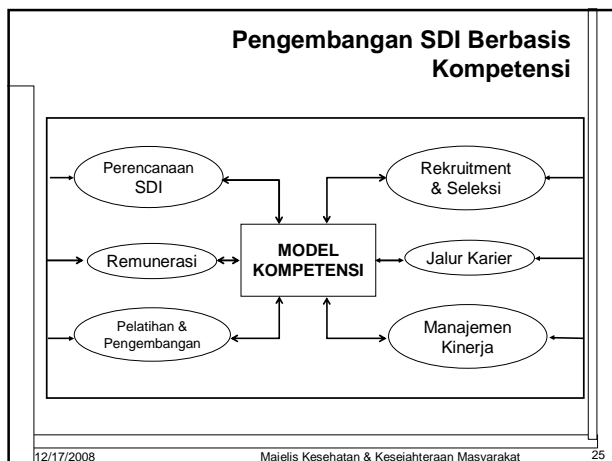 Pengembangan SDI Berbasis
Kompetensi
Perencanaan
SDI
Rekruitment
& Seleksi
MODEL
KOMPETENSI
Remunerasi
Jalur Karier
Pelatihan &
Pengembangan
Manajemen
Kinerja
12/17/2008
Majelis Kesehatan & Kesejahteraan Masyarakat
25